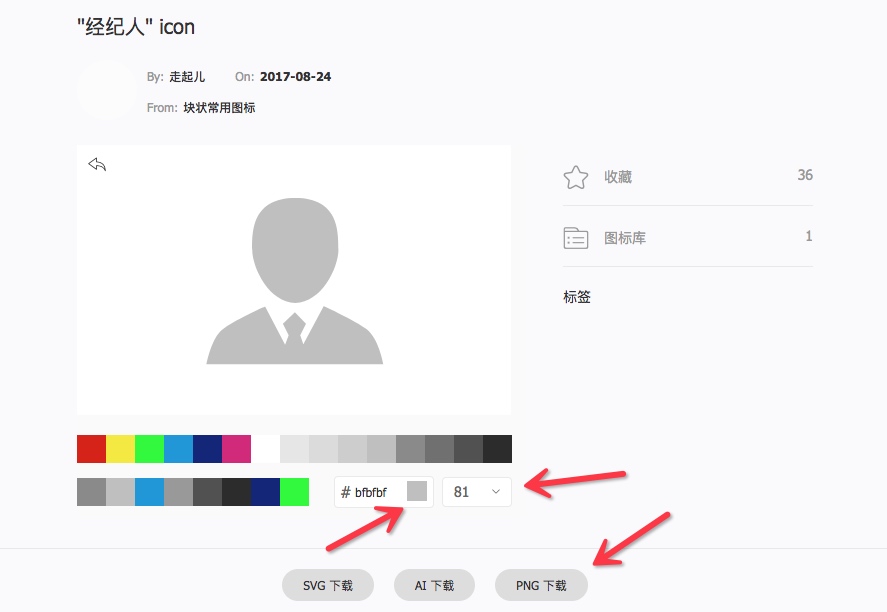 "经纪人" icon
By: 走起儿 On: 2017-08-24
From: 块状常用图标
收藏 36
图标库 1
标签
# bfbfbf 81
SVG 下载 AI 下载 PNG 下载